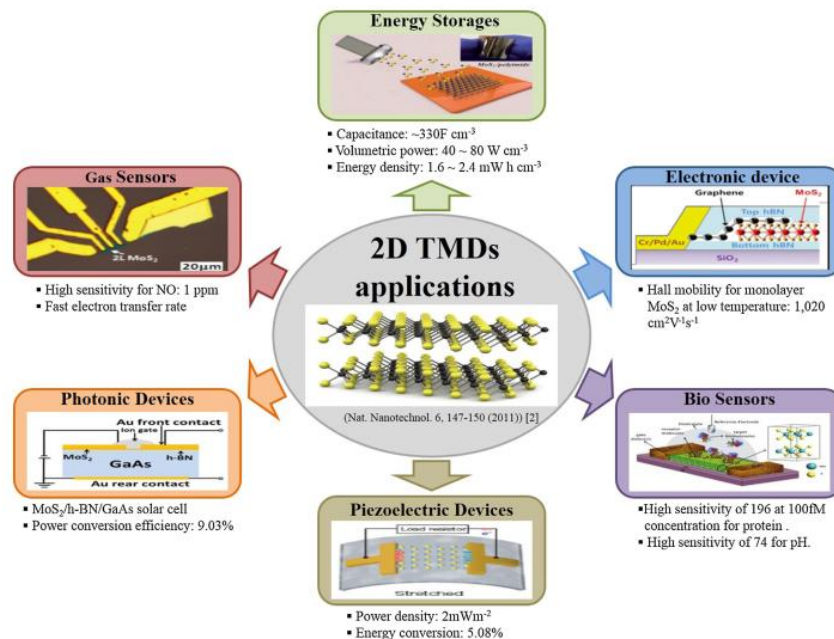 Energy Storages
MoS₂/polyimide
▪ Capacitance: ~330F cm⁻³
▪ Volumetric power: 40 ~ 80 W cm⁻³
▪ Energy density: 1.6 ~ 2.4 mW h cm⁻³
Gas Sensors
2L MoS₂
20μm
▪ High sensitivity for NO: 1 ppm
▪ Fast electron transfer rate
Electronic device
Graphene
MoS₂
Top hBN
Cr/Pd/Au
Bottom hBN
SiO₂
▪ Hall mobility for monolayer
MoS₂ at low temperature: 1,020
cm²V⁻¹s⁻¹
2D TMDs
applications
(Nat. Nanotechnol. 6, 147-150 (2011)) [2]
Photonic Devices
Au front contact
Ion gate
MoS₂
h-BN
GaAs
Au rear contact
▪ MoS₂/h-BN/GaAs solar cell
▪ Power conversion efficiency: 9.03%
Bio Sensors
Reference Electrode
▪High sensitivity of 196 at 100fM
concentration for protein .
▪ High sensitivity of 74 for pH.
Piezoelectric Devices
Load resistor
e⁻
Stretched
▪ Power density: 2mWm⁻²
▪ Energy conversion: 5.08%